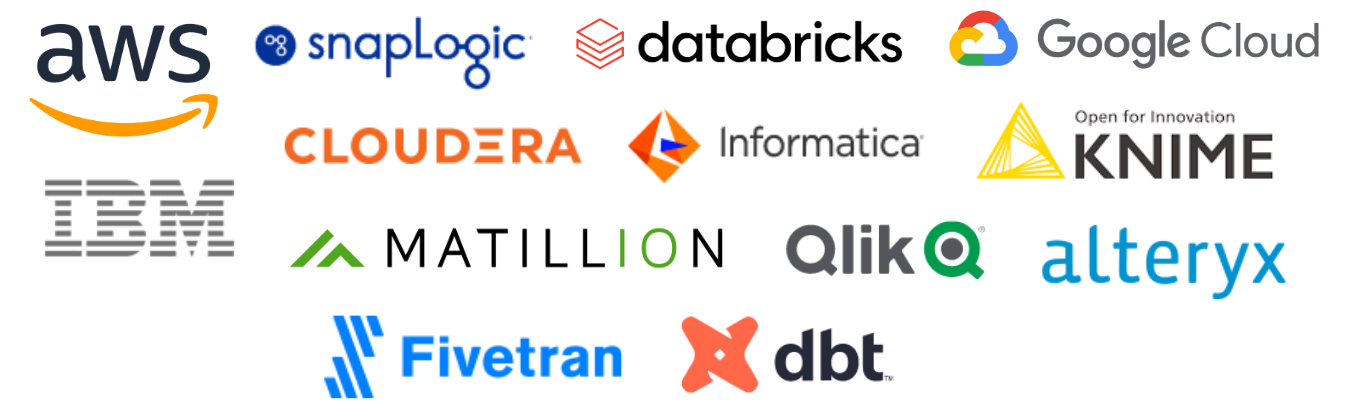 aws
snapLogic
databricks
Google Cloud
CLOUDERA
Informatica
Open for Innovation
KNIME
IBM
MATILLION
Qlik
alteryx
Fivetran
dbt